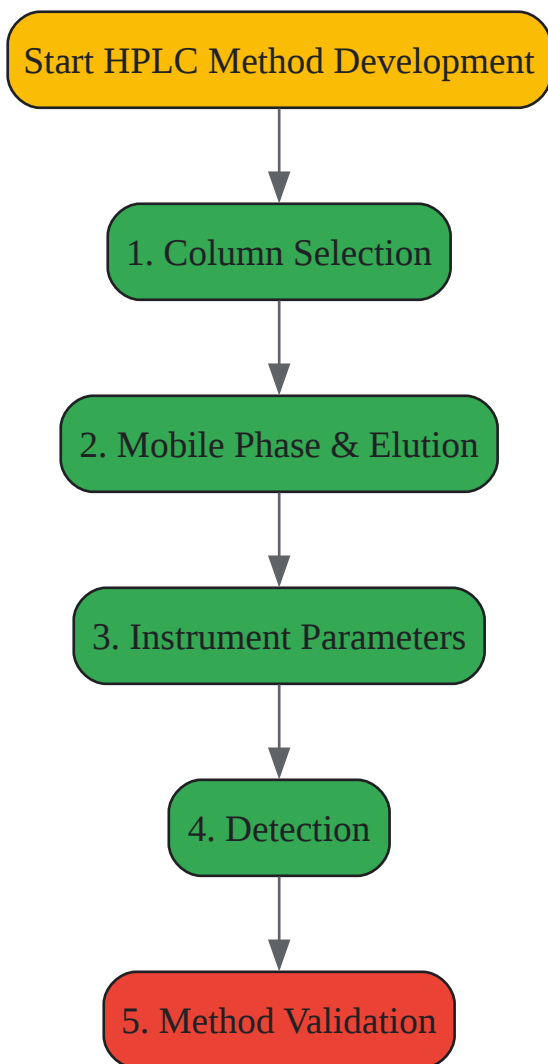 Start HPLC Method Development
1. Column Selection
2. Mobile Phase & Elution
3. Instrument Parameters
4. Detection
5. Method Validation